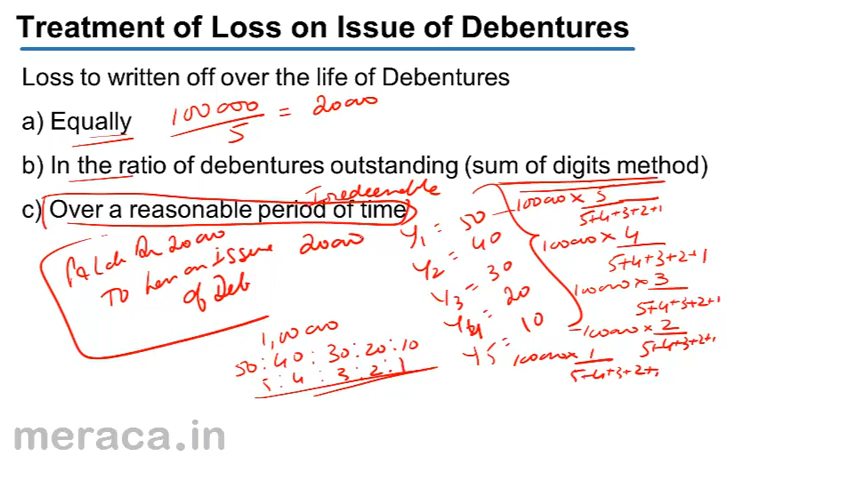 Treatment of Loss on Issue of Debentures
Loss to written off over the life of Debentures
a) Equally 100000 / 5 = 20000
b) In the ratio of debentures outstanding (sum of digits method)
Irredeemable
c) Over a reasonable period of time
P&L Dr 20000 20000
To loss on Issue
of Deb
Y1 = 50 - 100000 × 5 / 5+4+3+2+1
Y2 = 40 100000 × 4 / 5+4+3+2+1
Y3 = 30 100000 × 3 / 5+4+3+2+1
Y4 = 20 100000 × 2 / 5+4+3+2+1
Y5 = 10 100000 × 1 / 5+4+3+2+1
1,00000
50:40:30:20:10
5:4:3:2:1
meraca.in